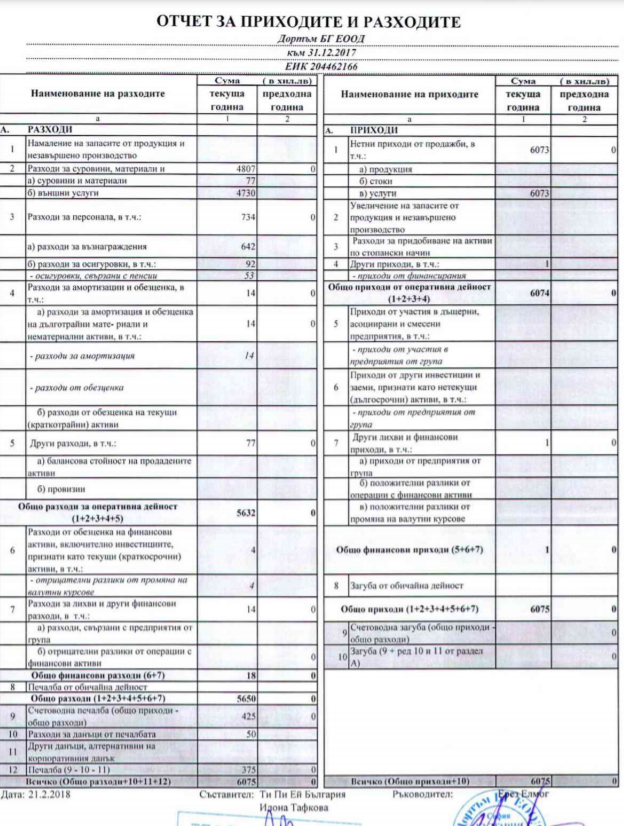 ОТЧЕТ ЗА ПРИХОДИТЕ И РАЗХОДИТЕ
Дортъм БГ ЕООД
към 31.12.2017
ЕИК 204462166
Наименование на разходите
Сума ( в хил.лв)
текуща година
предходна година
а 1 2
А. РАЗХОДИ
1 Намаление на запасите от продукция и
незавършено производство
2 Разходи за суровини, материали и 4807 0
а) суровини и материали 77
б) външни услуги 4730
3 Разходи за персонала, в т.ч.: 734 0
а) разходи за възнаграждения 642
б) разходи за осигуровки, в т.ч.: 92 0
- осигуровки, свързани с пенсии 53
4 Разходи за амортизации и обезценка, в
т.ч.: 14 0
а) разходи за амортизация и обезценка
на дълготрайни мате- риали и
нематериални активи, в т.ч.: 14 0
- разходи за амортизация 14
- разходи от обезценка
б) разходи от обезценка на текущи
(краткотрайни) активи
5 Други разходи, в т.ч.: 77 0
а) балансова стойност на продадените
активи
б) провизии
Общо разходи за оперативна дейност
(1+2+3+4+5) 5632 0
6 Разходи от обезценка на финансови
активи, включително инвестициите,
признати като текущи (краткосрочни)
активи, в т.ч.: 4 0
- отрицателни разлики от промяна на
валутни курсове 4
7 Разходи за лихви и други финансови
разходи, в т.ч.: 14 0
а) разходи, свързани с предприятия от
група
б) отрицателни разлики от операции с
финансови активи 0
Общо финансови разходи (6+7) 18 0
8 Печалба от обичайна дейност
Общо разходи (1+2+3+4+5+6+7) 5650 0
9 Счетоводна печалба (общо приходи -
общо разходи) 425 0
10 Разходи за данъци от печалбата 50
11 Други данъци, алтернативни на
корпоративния данък
12 Печалба (9 - 10 - 11) 375 0
Всичко (Общо разходи+10+11+12) 6075 0
Наименование на приходите
Сума ( в хил.лв)
текуща година
предходна година
а 1 2
А. ПРИХОДИ
1 Нетни приходи от продажби, в
т.ч.: 6073 0
а) продукция
б) стоки
в) услуги 6073
2 Увеличение на запасите от
продукция и незавършено
производство
3 Разходи за придобиване на активи
по стопански начин
4 Други приходи, в т.ч.: 1
- приходи от финансирания
Общо приходи от оперативна дейност
(1+2+3+4) 6074 0
5 Приходи от участия в дъщерни,
асоциирани и смесени
предприятия, в т.ч.:
- приходи от участия в
предприятия от група
6 Приходи от други инвестиции и
заеми, признати като нетекущи
(дългосрочни) активи, в т.ч.:
- приходи от предприятия от
група
7 Други лихви и финансови
приходи, в т.ч.: 1 0
а) приходи от предприятия от
група
б) положителни разлики от
операции с финансови активи
в) положителни разлики от
промяна на валутни курсове
Общо финансови приходи (5+6+7) 1 0
8 Загуба от обичайна дейност
Общо приходи (1+2+3+4+5+6+7) 6075 0
9 Счетоводна загуба (общо приходи -
общо разходи) 0
10 Загуба (9 + ред 10 и 11 от раздел
А) 0
Всичко (Общо приходи+10) 6075 0
Дата: 21.2.2018 Съставител: Ти Пи Ей България Ръководител: Ерез Елмог
Илона Тафкова
Дортъм БГ ЕООД
София